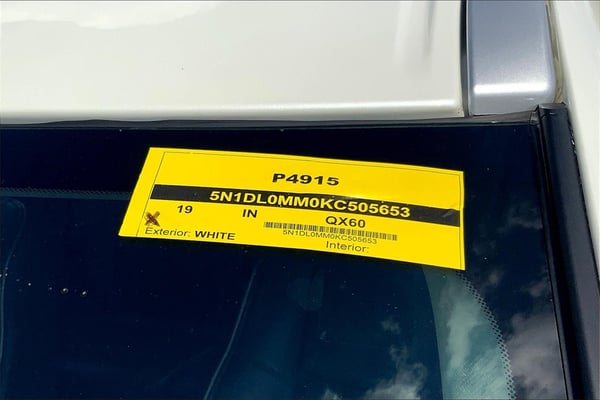 P4915
5N1DL0MM0KC505653
19 IN QX60
5N1DL0MM0KC505653
Exterior: WHITE Interior: